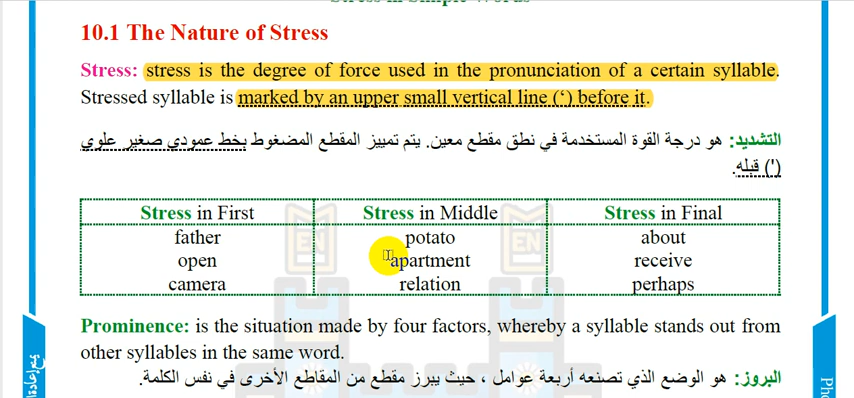 10.1 The Nature of Stress
Stress: stress is the degree of force used in the pronunciation of a certain syllable.
Stressed syllable is marked by an upper small vertical line (‘) before it.
التشديد: هو درجة القوة المستخدمة في نطق مقطع معين. يتم تمييز المقطع المضغوط بخط عمودي صغير علوي
(') قبله.
Stress in First Stress in Middle Stress in Final
father potato about
open apartment receive
camera relation perhaps
Prominence: is the situation made by four factors, whereby a syllable stands out from
other syllables in the same word.
البروز: هو الوضع الذي تصنعه أربعة عوامل ، حيث يبرز مقطع من المقاطع الأخرى في نفس الكلمة.
EN
EN